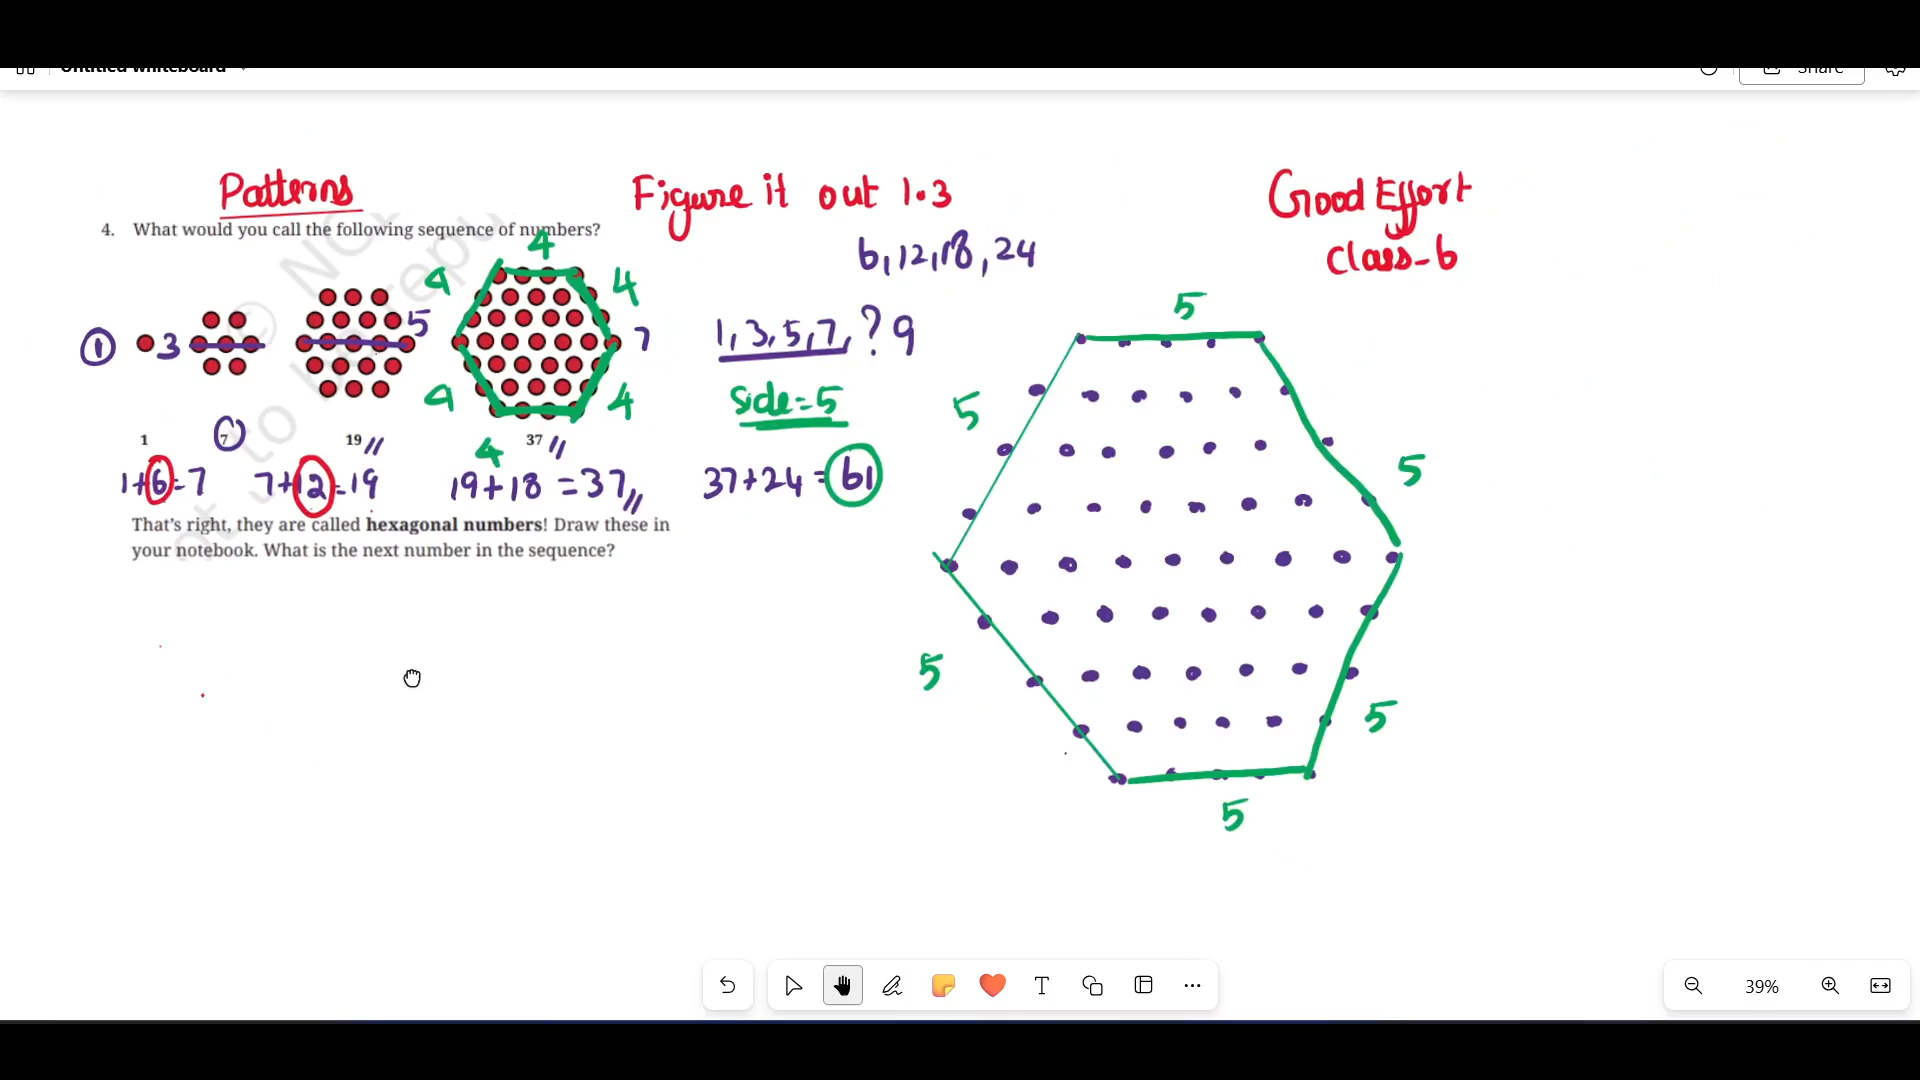 Untitled whiteboard
Share
Patterns
Figure it out 1.3
Good Effort
Class-6
4. What would you call the following sequence of numbers?
6,12,18,24
4
4
4
5
7
1
3
1,3,5,7,? 9
4
4
4
side=5
1
7
19
37
1+6=7
7+12=19
19+18=37
37+24=61
That's right, they are called hexagonal numbers! Draw these in
your notebook. What is the next number in the sequence?
5
5
5
5
5
5
39%